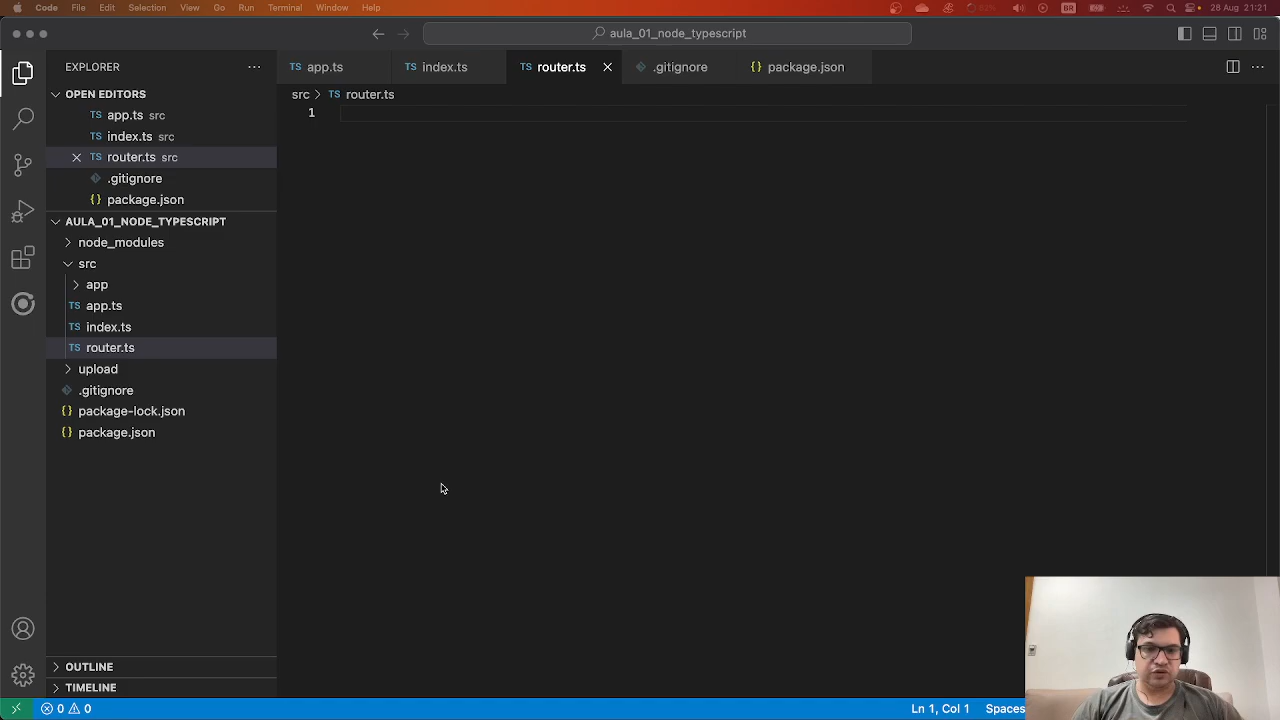 Code File Edit Selection View Go Run Terminal Window Help BR 28 Aug 21:21
aula_01_node_typescript
EXPLORER
TS app.ts TS index.ts TS router.ts .gitignore {} package.json
src > TS router.ts
OPEN EDITORS
TS app.ts src
TS index.ts src
TS router.ts src
.gitignore
{} package.json
AULA_01_NODE_TYPESCRIPT
node_modules
src
app
TS app.ts
TS index.ts
TS router.ts
upload
.gitignore
{} package-lock.json
{} package.json
OUTLINE
TIMELINE
1
0 0 Ln 1, Col 1 Spaces